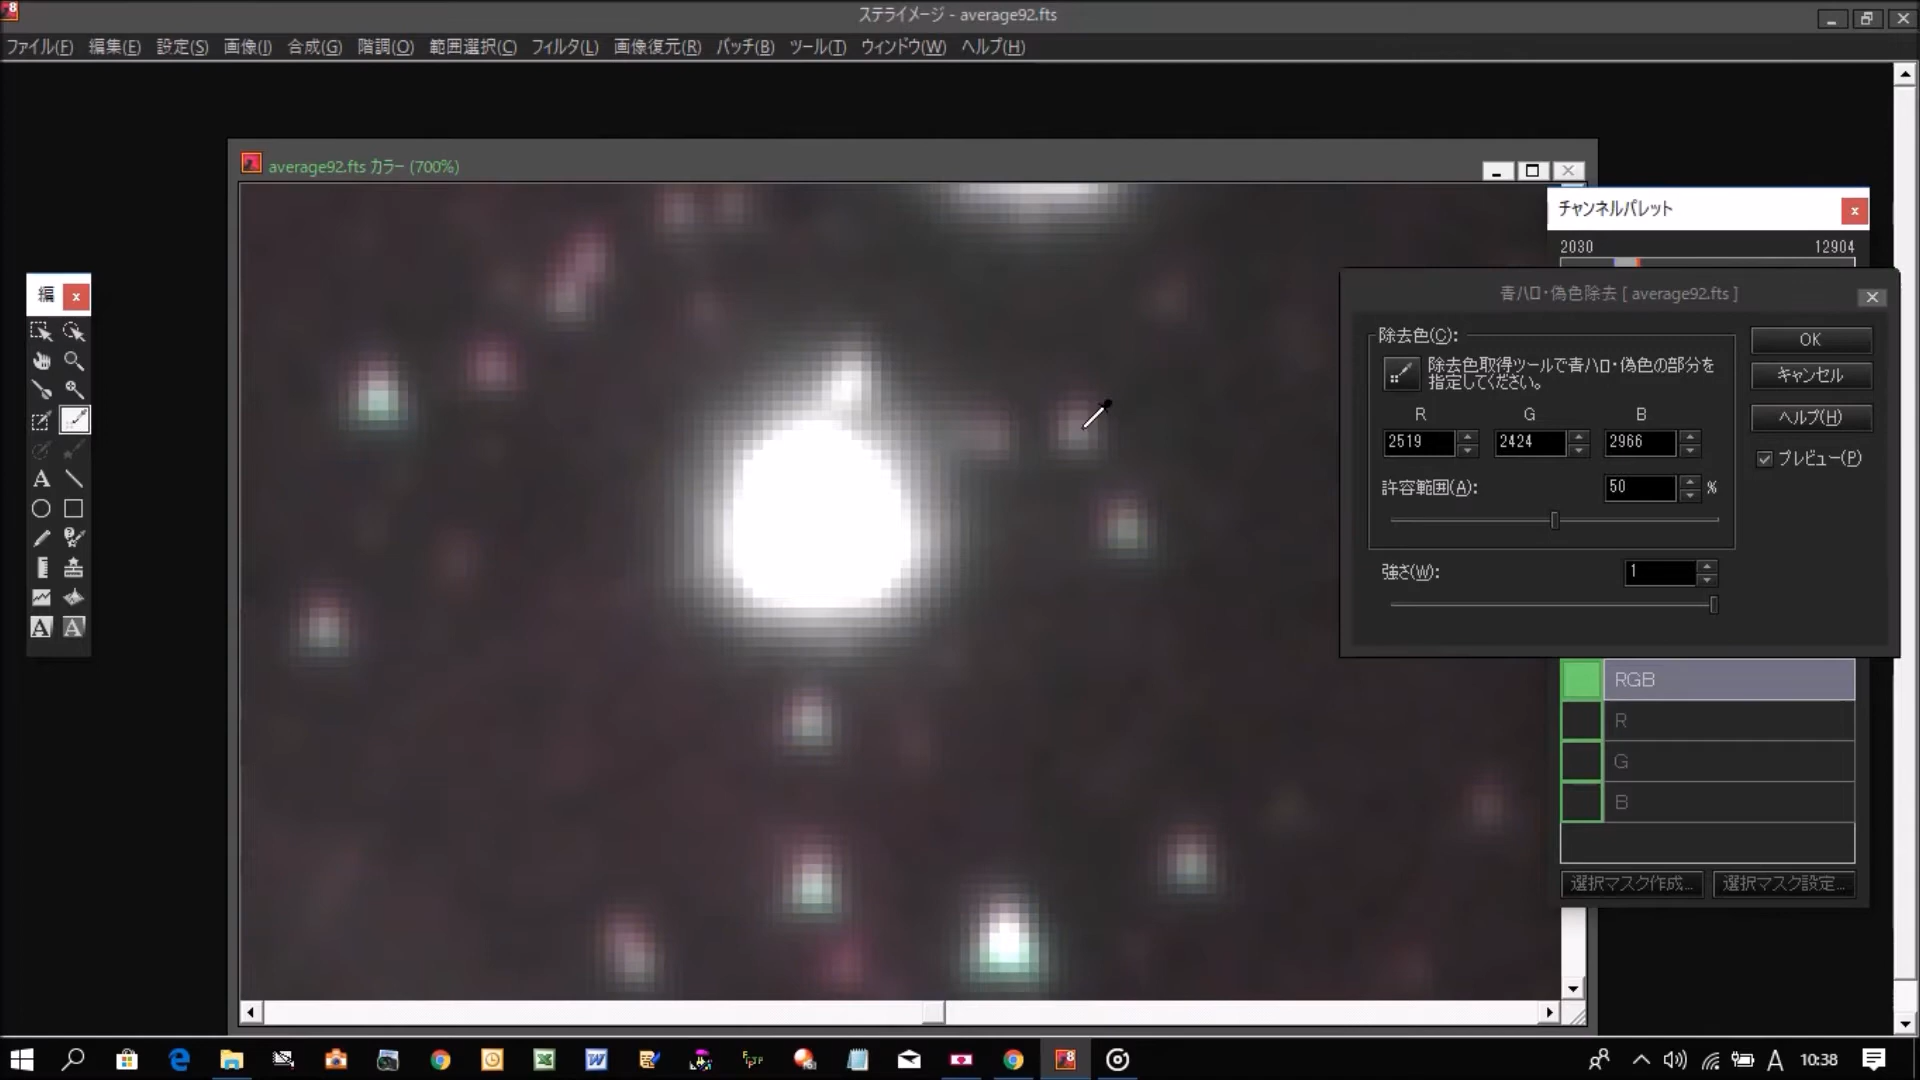 ステライメージ - average92.fts
ファイル(F) 編集(E) 設定(S) 画像(I) 合成(G) 階調(O) 範囲選択(C) フィルタ(L) 画像復元(R) バッチ(B) ツール(T) ウィンドウ(W) ヘルプ(H)
average92.fts カラー (700%)
チャンネルパレット
2030 12904
青ハロ・偽色除去 [ average92.fts ]
除去色(C):
除去色取得ツールで青ハロ・偽色の部分を
指定してください。
R G B
2519 2424 2966
許容範囲(A): 50 %
強さ(W): 1
OK
キャンセル
ヘルプ(H)
プレビュー(P)
編
RGB
R
G
B
選択マスク作成... 選択マスク設定...
A 10:38